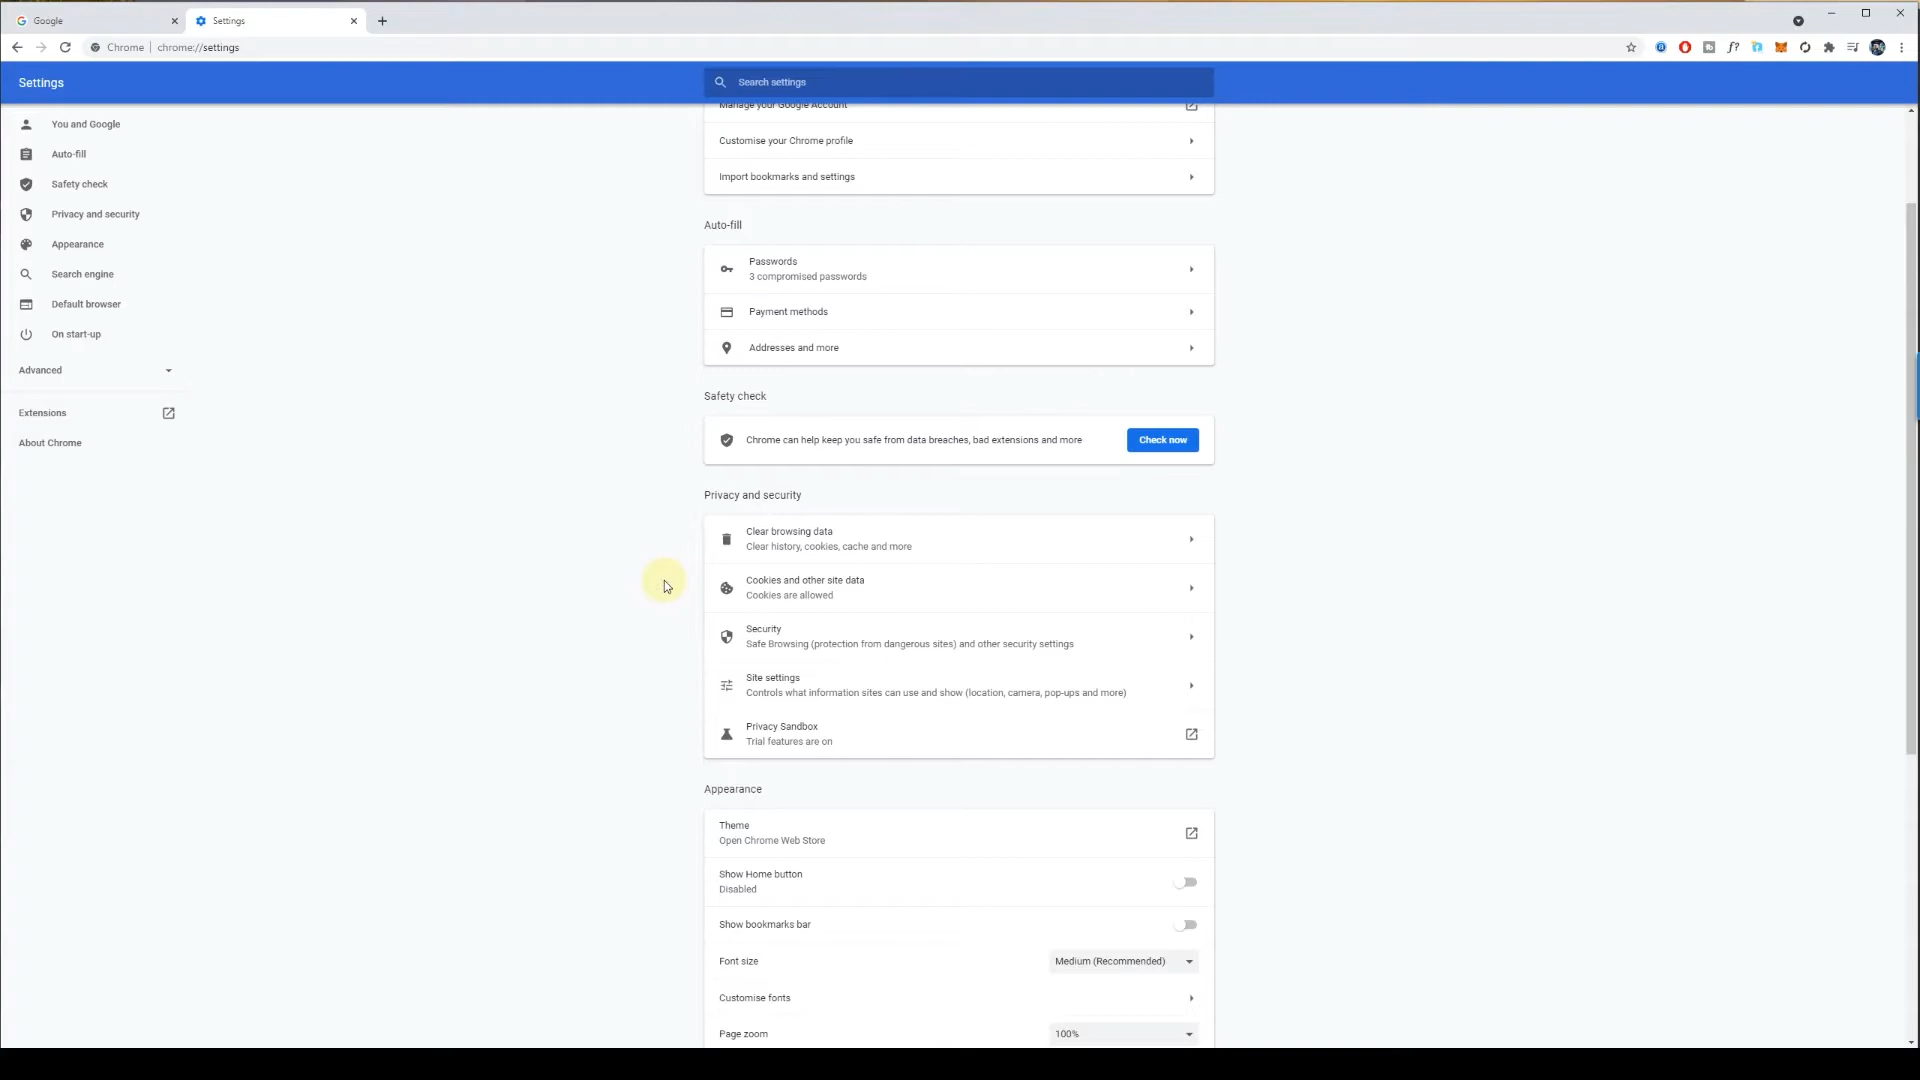 Google
Settings
Chrome
chrome://settings
f?
Settings
Search settings
Manage your Google Account
You and Google
Auto-fill
Safety check
Privacy and security
Appearance
Search engine
Default browser
On start-up
Advanced
Extensions
About Chrome
Customise your Chrome profile
Import bookmarks and settings
Auto-fill
Passwords
3 compromised passwords
Payment methods
Addresses and more
Safety check
Chrome can help keep you safe from data breaches, bad extensions and more
Check now
Privacy and security
Clear browsing data
Clear history, cookies, cache and more
Cookies and other site data
Cookies are allowed
Security
Safe Browsing (protection from dangerous sites) and other security settings
Site settings
Controls what information sites can use and show (location, camera, pop-ups and more)
Privacy Sandbox
Trial features are on
Appearance
Theme
Open Chrome Web Store
Show Home button
Disabled
Show bookmarks bar
Font size
Medium (Recommended)
Customise fonts
Page zoom
100%